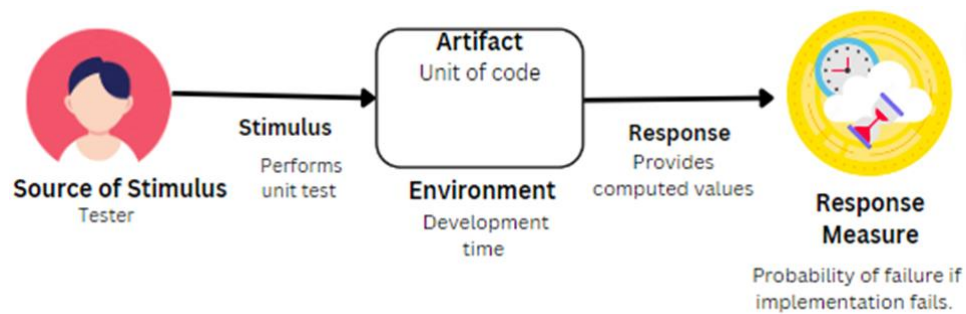 Source of Stimulus
Tester
Stimulus
Performs
unit test
Artifact
Unit of code
Environment
Development
time
Response
Provides
computed values
Response
Measure
Probability of failure if
implementation fails.